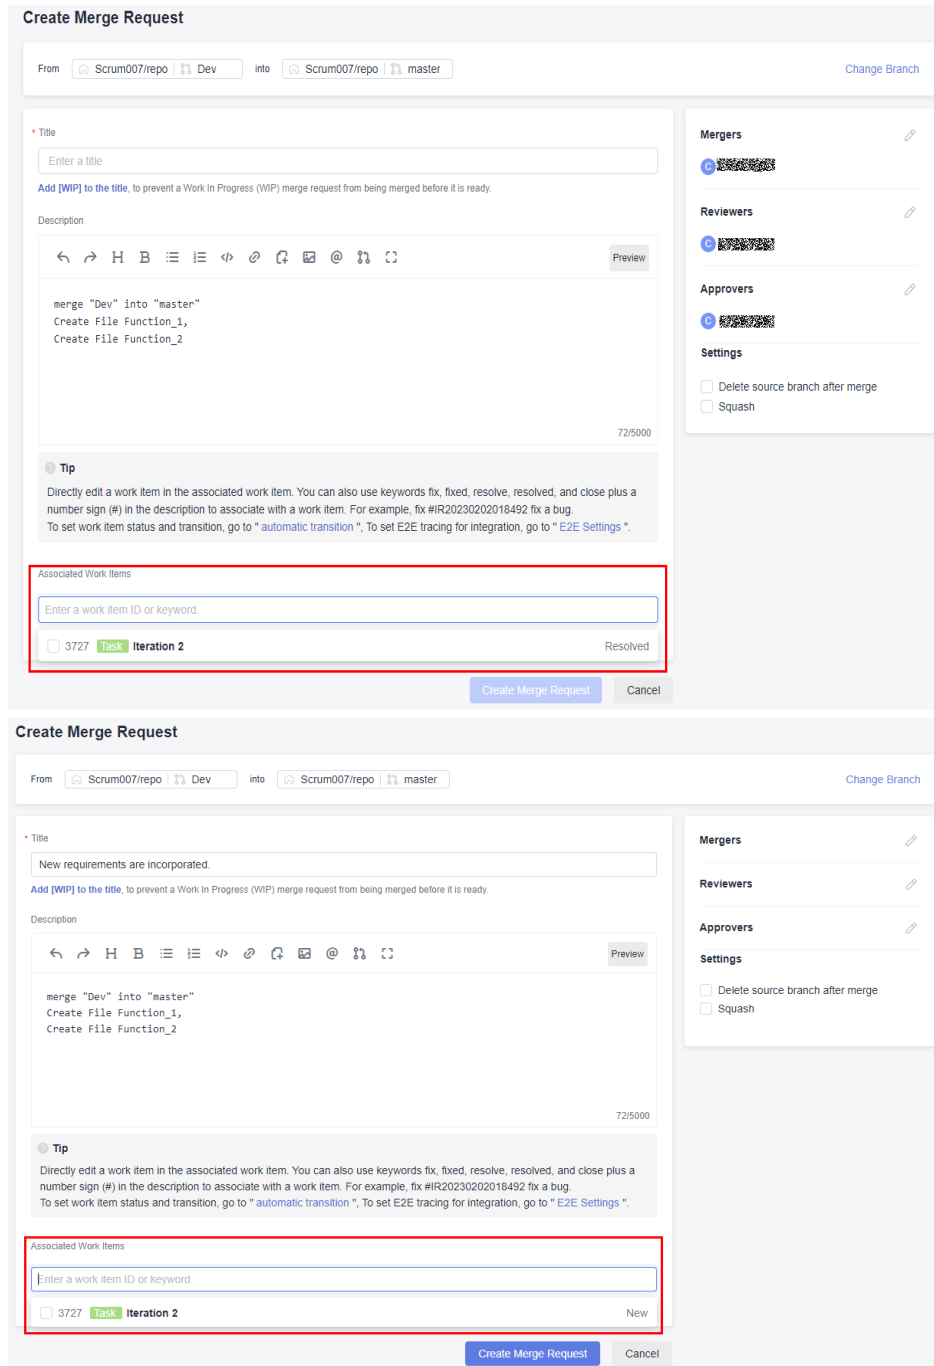 Create Merge Request
From Scrum007/repo Dev into Scrum007/repo master Change Branch
* Title
Enter a title
Add [WIP] to the title, to prevent a Work In Progress (WIP) merge request from being merged before it is ready.
Description
H B @ Preview
merge "Dev" into "master"
Create File Function_1,
Create File Function_2
72/5000
Tip
Directly edit a work item in the associated work item. You can also use keywords fix, fixed, resolve, resolved, and close plus a
number sign (#) in the description to associate with a work item. For example, fix #IR20230202018492 fix a bug.
To set work item status and transition, go to " automatic transition ", To set E2E tracing for integration, go to " E2E Settings ".
Associated Work Items
Enter a work item ID or keyword.
3727 Task Iteration 2 Resolved
Create Merge Request Cancel
Mergers
C
Reviewers
C
Approvers
C
Settings
Delete source branch after merge
Squash
Create Merge Request
From Scrum007/repo Dev into Scrum007/repo master Change Branch
* Title
New requirements are incorporated.
Add [WIP] to the title, to prevent a Work In Progress (WIP) merge request from being merged before it is ready.
Description
H B @ Preview
merge "Dev" into "master"
Create File Function_1,
Create File Function_2
72/5000
Tip
Directly edit a work item in the associated work item. You can also use keywords fix, fixed, resolve, resolved, and close plus a
number sign (#) in the description to associate with a work item. For example, fix #IR20230202018492 fix a bug.
To set work item status and transition, go to " automatic transition ", To set E2E tracing for integration, go to " E2E Settings ".
Associated Work Items
Enter a work item ID or keyword.
3727 Task Iteration 2 New
Create Merge Request Cancel
Mergers
Reviewers
Approvers
Settings
Delete source branch after merge
Squash